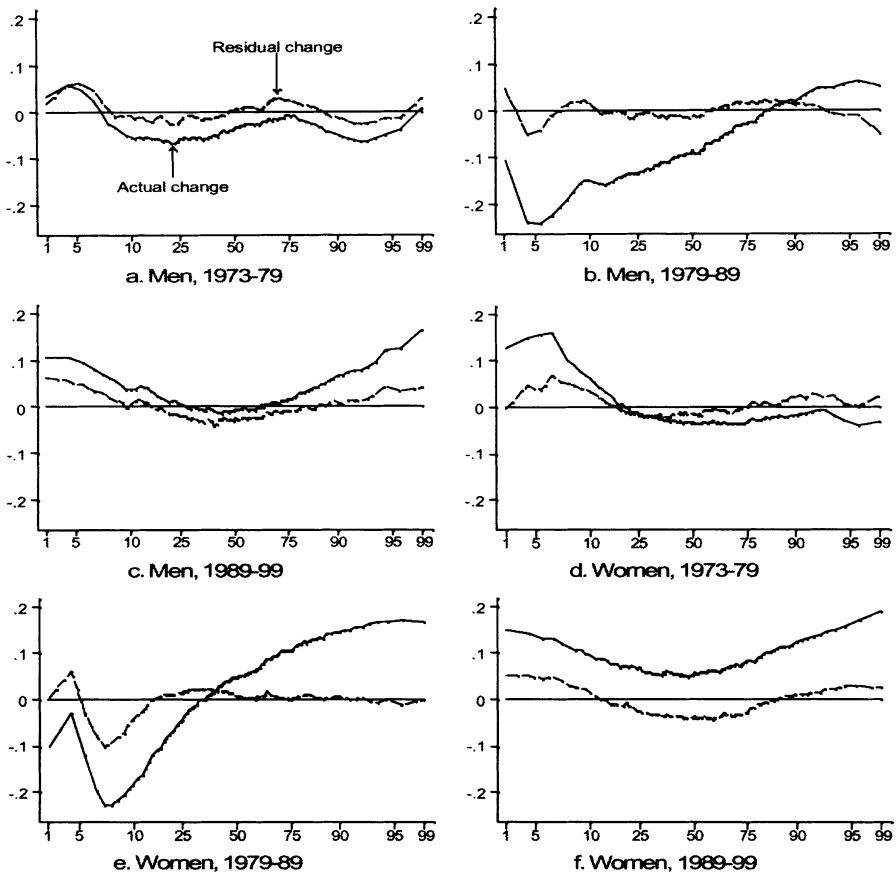 .2
.1
0
-.1
-.2
Residual change
Actual change
1 5 10 25 50 75 90 95 99
a. Men, 1973-79
.2
.1
0
-.1
-.2
1 5 10 25 50 75 90 95 99
b. Men, 1979-89
.2
.1
0
-.1
-.2
1 5 10 25 50 75 90 95 99
c. Men, 1989-99
.2
.1
0
-.1
-.2
1 5 10 25 50 75 90 95 99
d. Women, 1973-79
.2
.1
0
-.1
-.2
1 5 10 25 50 75 90 95 99
e. Women, 1979-89
.2
.1
0
-.1
-.2
1 5 10 25 50 75 90 95 99
f. Women, 1989-99